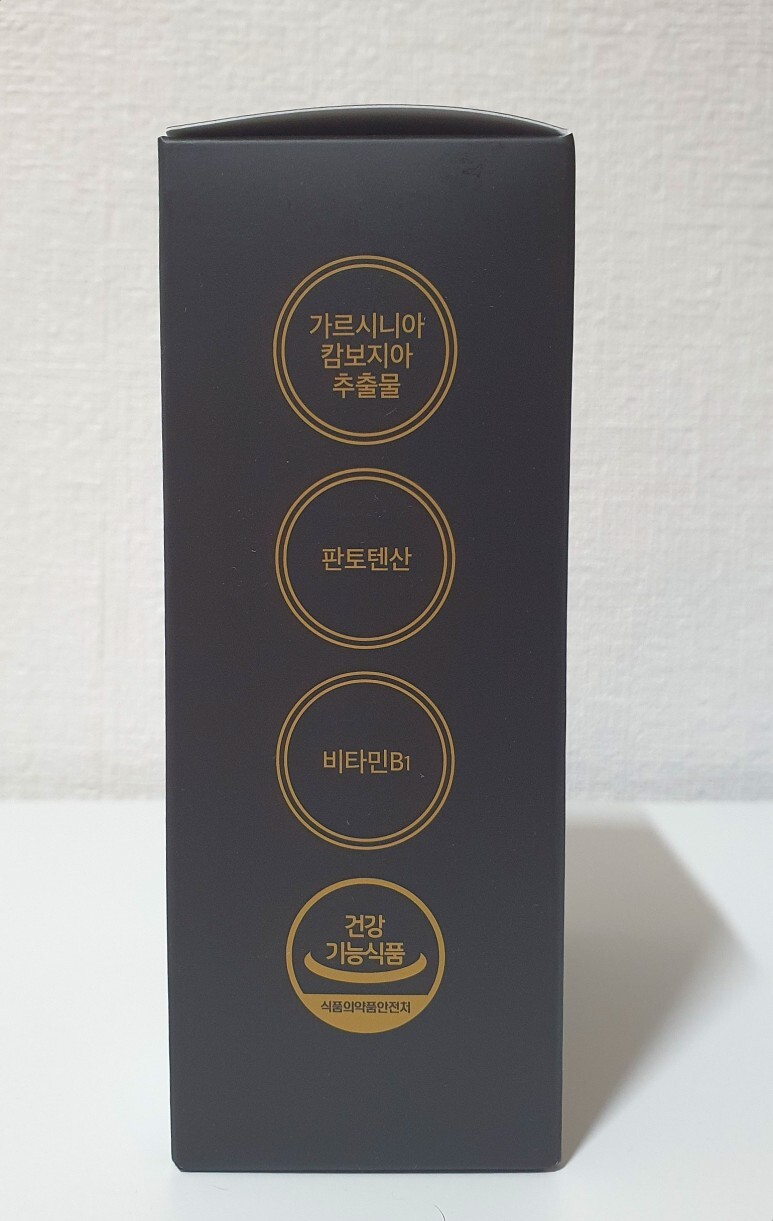 가르시니아
캄보지아
추출물
판토텐산
비타민B1
건강
기능식품
식품의약품안전처